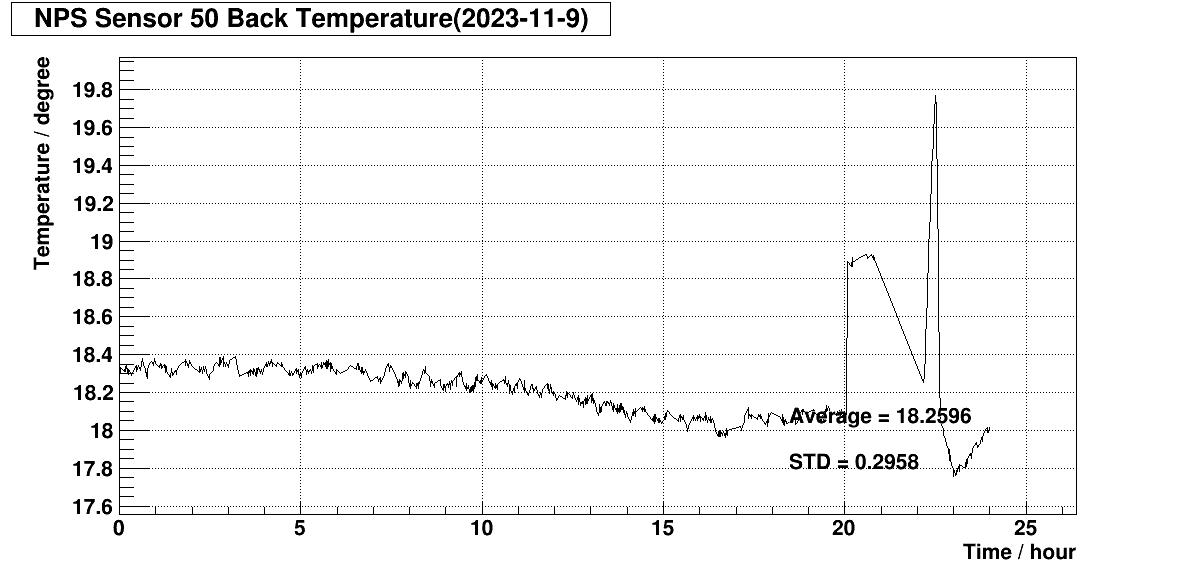 NPS Sensor 50 Back Temperature(2023-11-9)
Temperature / degree
19.8
19.6
19.4
19.2
19
18.8
18.6
18.4
18.2
18
17.8
17.6
Average = 18.2596
STD = 0.2958
0 5 10 15 20 25
Time / hour